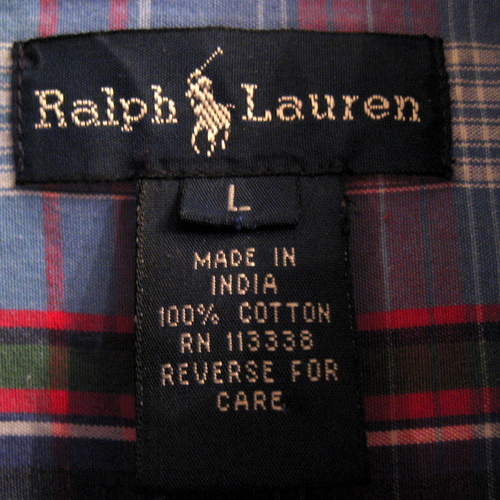 Ralph Lauren
L
MADE IN
INDIA
100% COTTON
RN 113338
REVERSE FOR
CARE